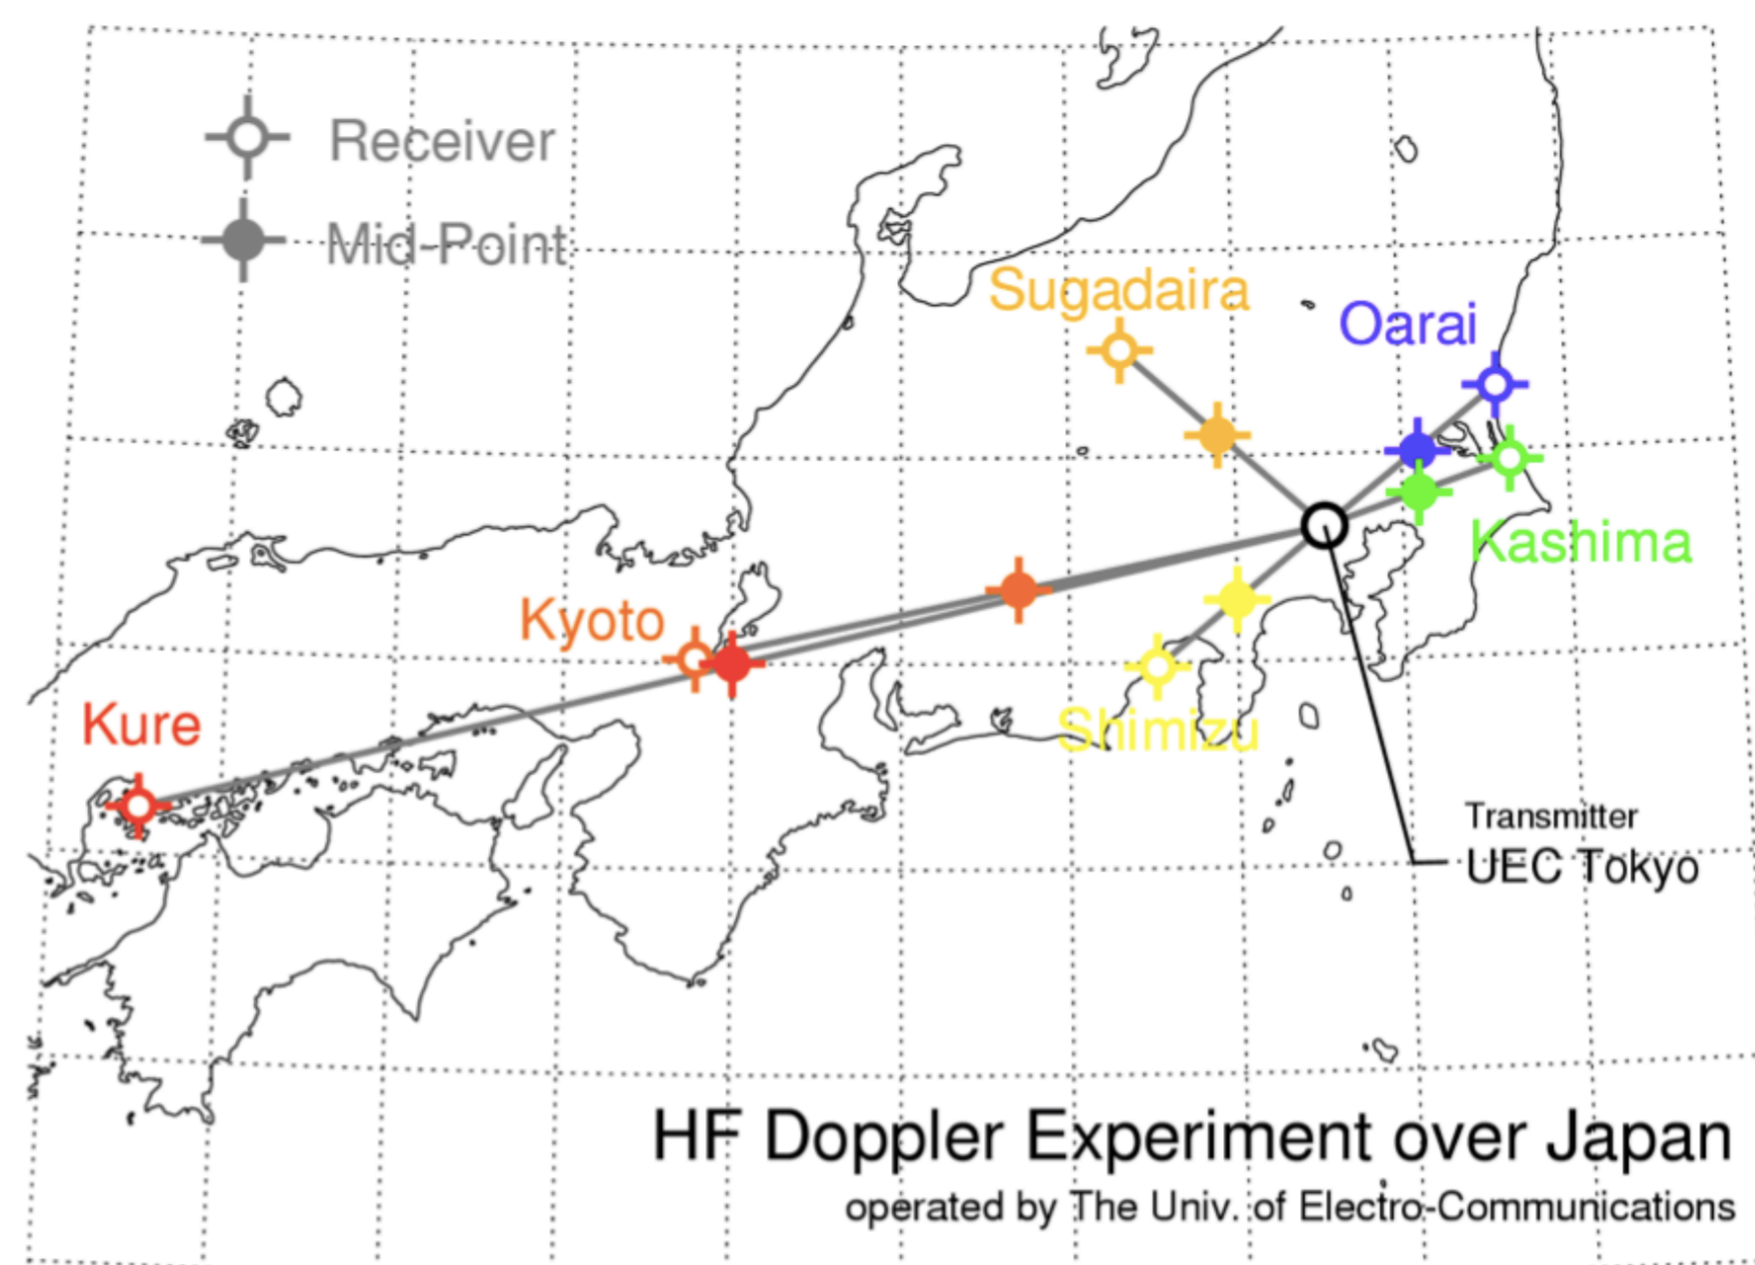 Receiver
Mid-Point
Sugadaira
Oarai
Kashima
Kyoto
Kure
Shimizu
Transmitter
UEC Tokyo
HF Doppler Experiment over Japan
operated by The Univ. of Electro-Communications